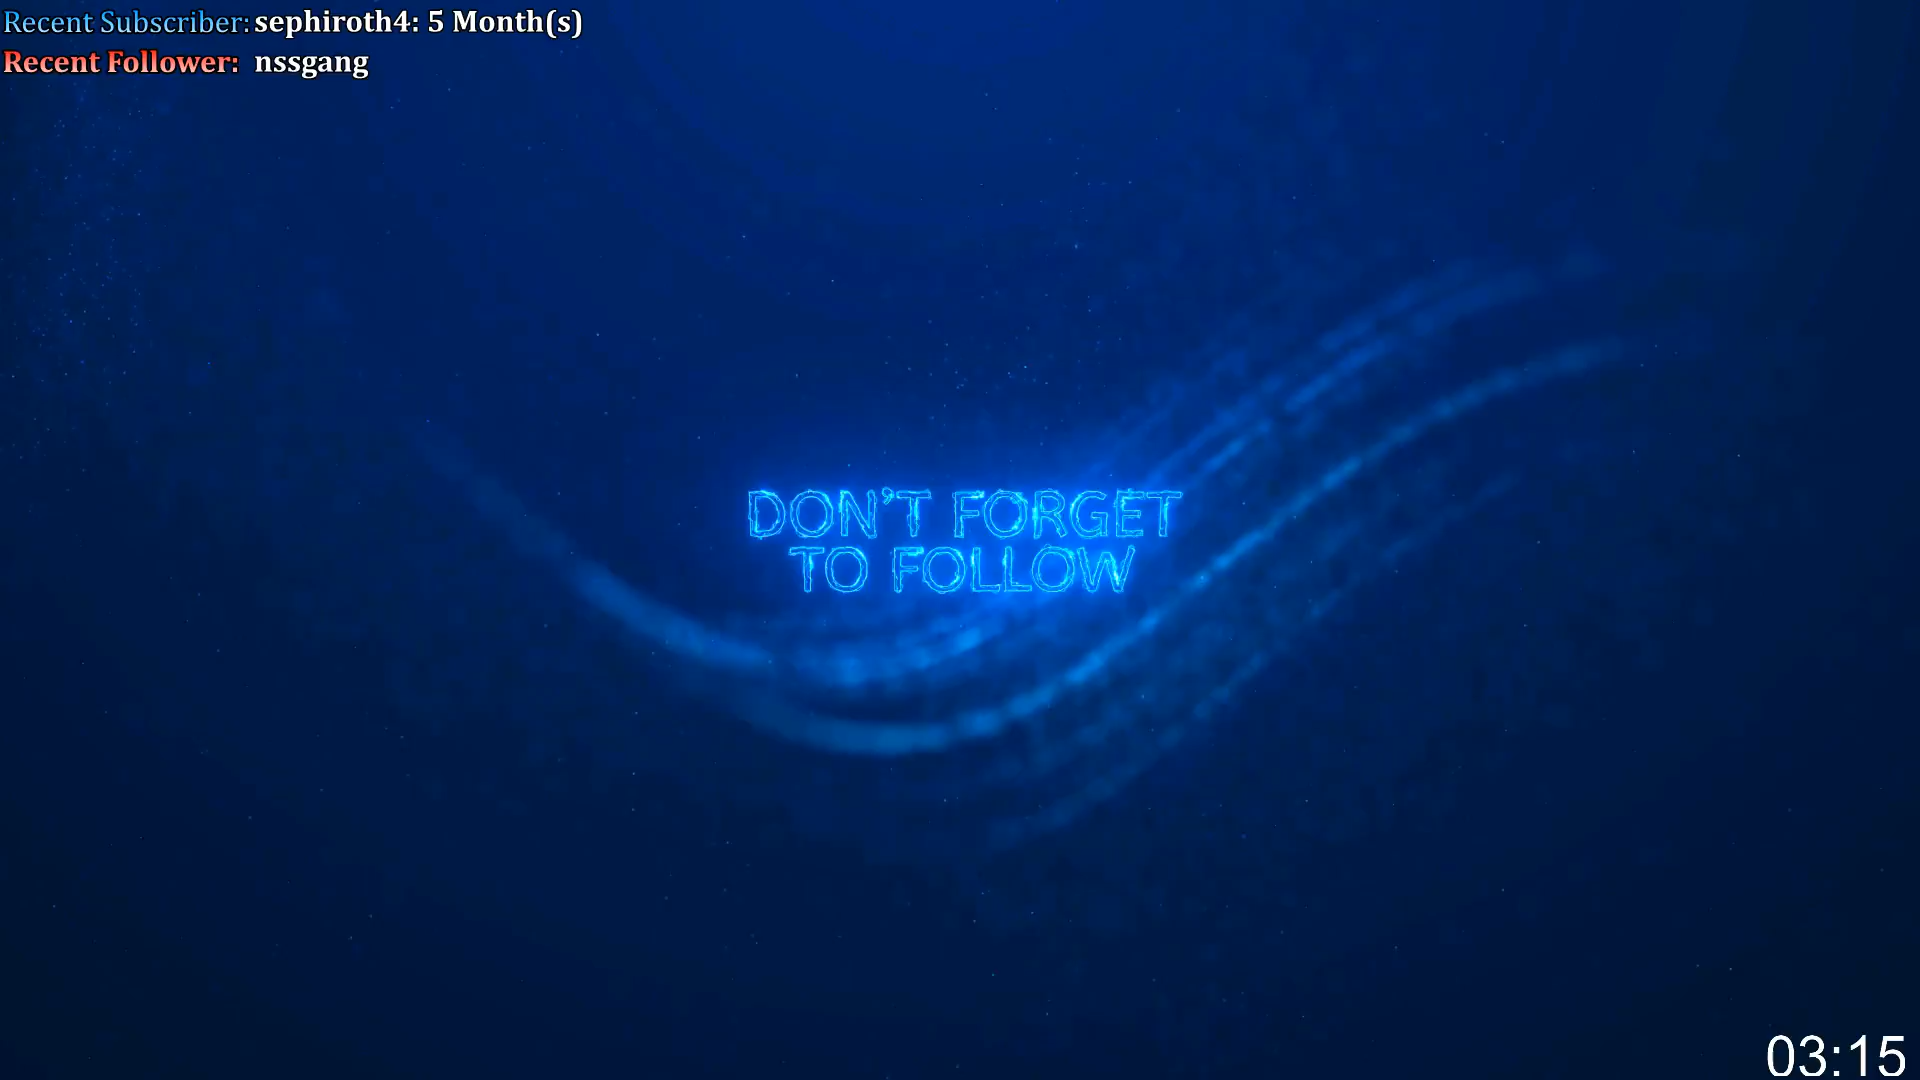 Recent Subscriber: sephiroth4: 5 Month(s)
Recent Follower: nssgang
DON'T FORGET
TO FOLLOW
03:15